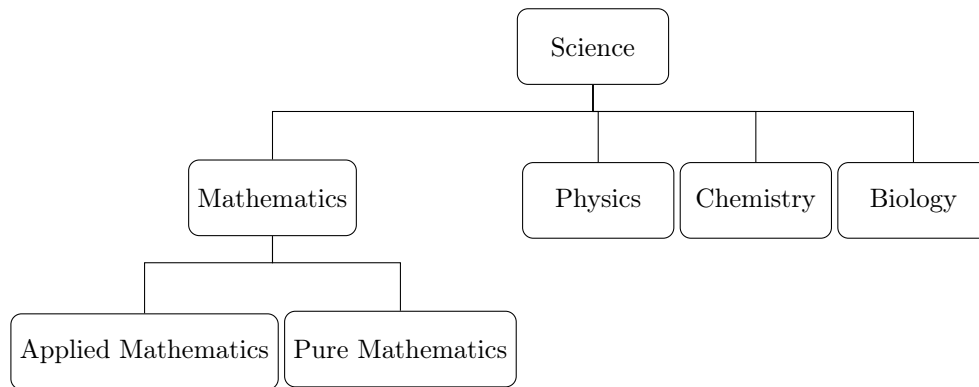 Science
Mathematics
Physics
Chemistry
Biology
Applied Mathematics
Pure Mathematics